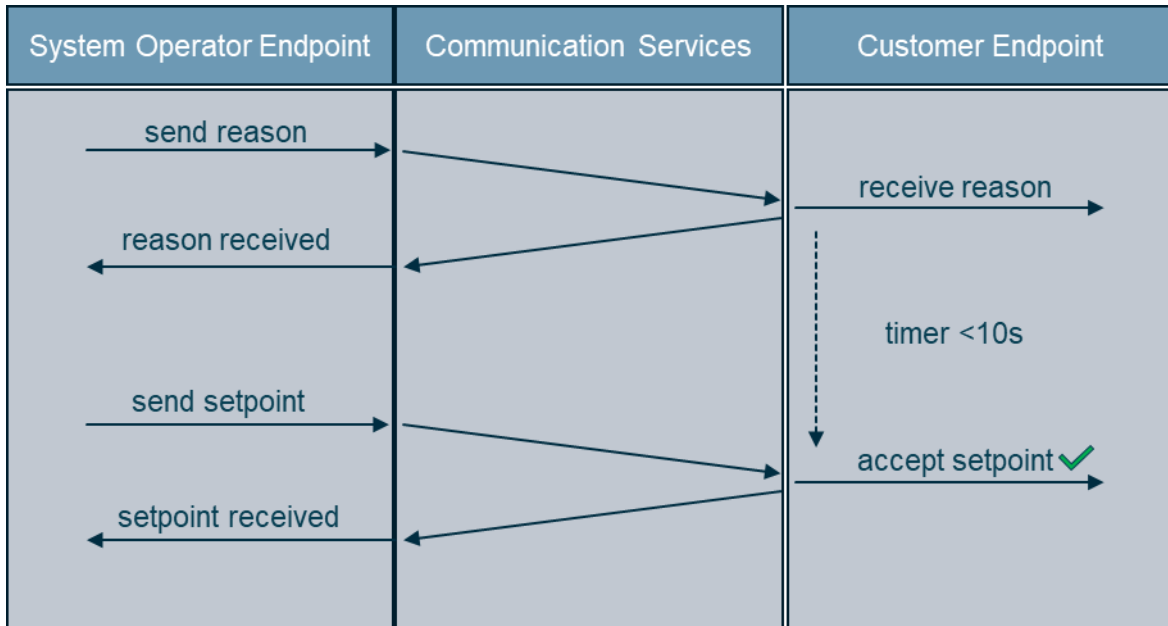 System Operator Endpoint
Communication Services
Customer Endpoint
send reason
receive reason
reason received
timer <10s
send setpoint
accept setpoint
setpoint received